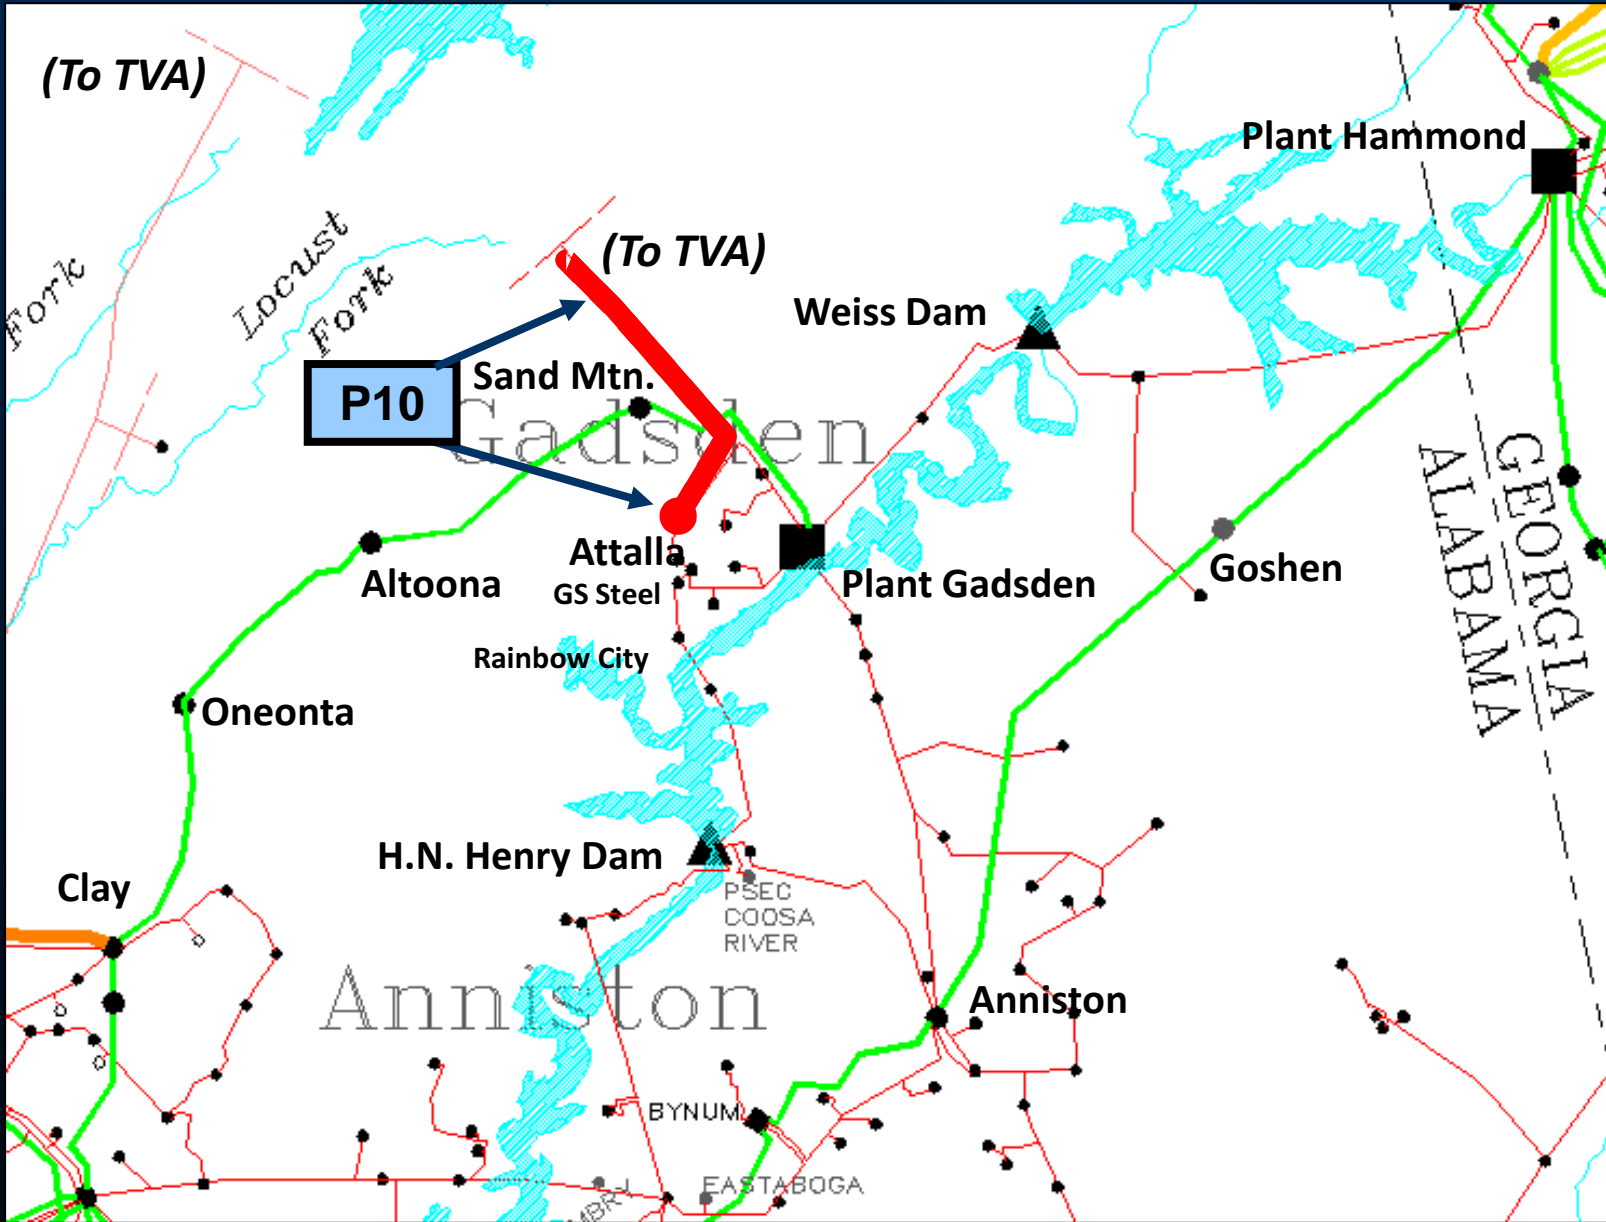 (To TVA)
Plant Hammond
Fork
Locust
Fork
(To TVA)
Weiss Dam
P10
Sand Mtn.
Gadsden
GEORGIA
ALABAMA
Attalla
GS Steel
Altoona
Plant Gadsden
Goshen
Rainbow City
Oneonta
H.N. Henry Dam
Clay
PSEC
COOSA
RIVER
Anniston
Anniston
BYNUM
EASTABOGA